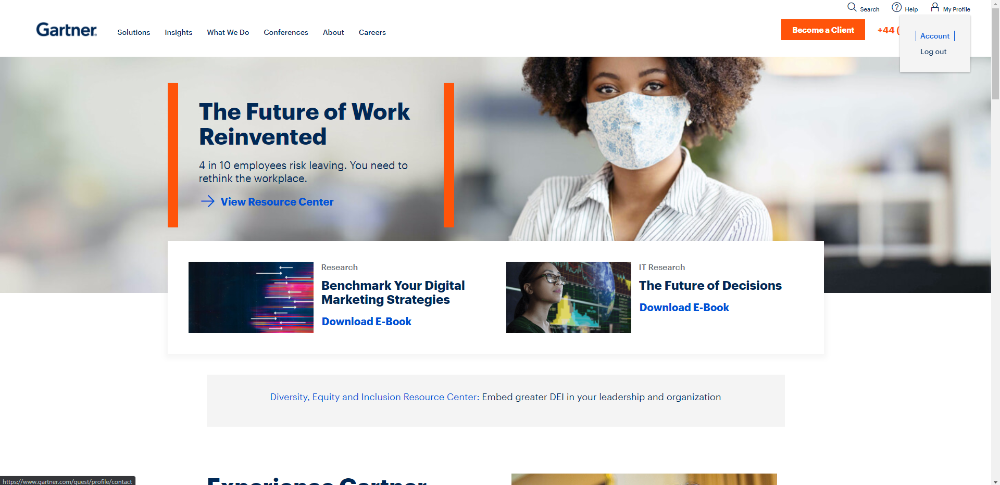 Search
Help
My Profile
Gartner
Solutions
Insights
What We Do
Conferences
About
Careers
Become a Client
+44 (
Account
Log out
The Future of Work
Reinvented
4 in 10 employees risk leaving. You need to
rethink the workplace.
View Resource Center
Research
Benchmark Your Digital
Marketing Strategies
Download E-Book
IT Research
The Future of Decisions
Download E-Book
Diversity, Equity and Inclusion Resource Center: Embed greater DEI in your leadership and organization
Experience Gartner
https://www.gartner.com/guest/profile/contact